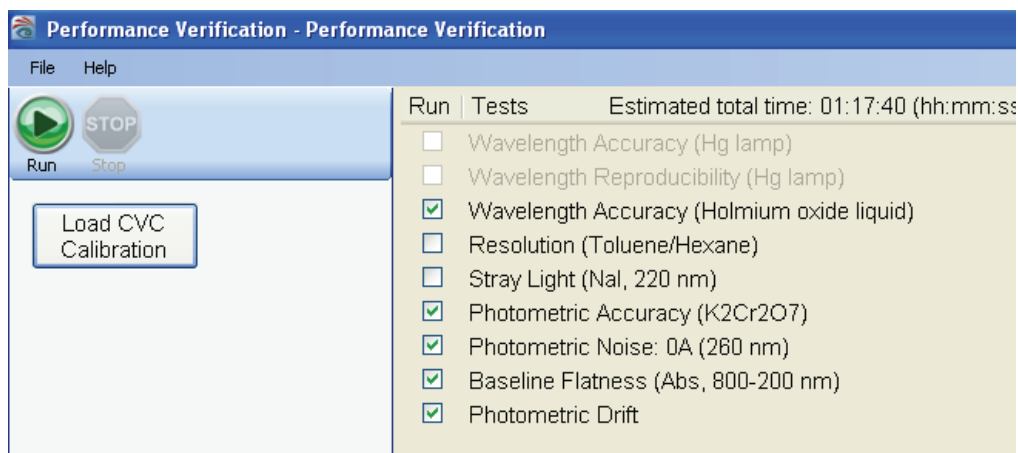 Performance Verification - Performance Verification
File Help
Run Tests Estimated total time: 01:17:40 (hh:mm:ss
STOP
Run Stop
Load CVC
Calibration
Wavelength Accuracy (Hg lamp)
Wavelength Reproducibility (Hg lamp)
Wavelength Accuracy (Holmium oxide liquid)
Resolution (Toluene/Hexane)
Stray Light (NaI, 220 nm)
Photometric Accuracy (K2Cr2O7)
Photometric Noise: 0A (260 nm)
Baseline Flatness (Abs, 800-200 nm)
Photometric Drift